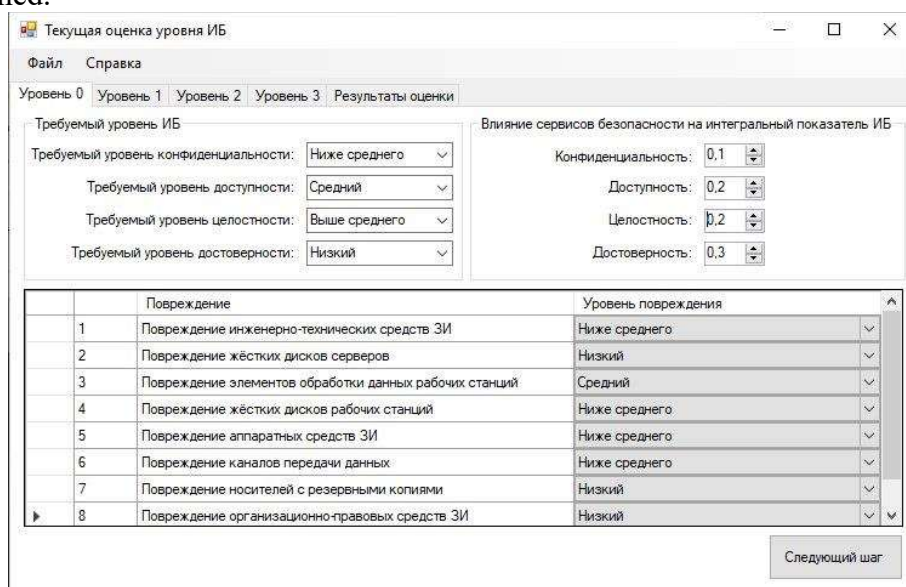 Текущая оценка уровня ИБ
Файл Справка
Уровень 0 Уровень 1 Уровень 2 Уровень 3 Результаты оценки
Требуемый уровень ИБ
Требуемый уровень конфиденциальности: Ниже среднего
Требуемый уровень доступности: Средний
Требуемый уровень целостности: Выше среднего
Требуемый уровень достоверности: Низкий
Влияние сервисов безопасности на интегральный показатель ИБ
Конфиденциальность: 0,1
Доступность: 0,2
Целостность: 0,2
Достоверность: 0,3
Повреждение Уровень повреждения
1 Повреждение инженерно-технических средств ЗИ Ниже среднего
2 Повреждение жёстких дисков серверов Низкий
3 Повреждение элементов обработки данных рабочих станций Средний
4 Повреждение жёстких дисков рабочих станций Ниже среднего
5 Повреждение аппаратных средств ЗИ Ниже среднего
6 Повреждение каналов передачи данных Ниже среднего
7 Повреждение носителей с резервными копиями Низкий
8 Повреждение организационно-правовых средств ЗИ Низкий
Следующий шаг